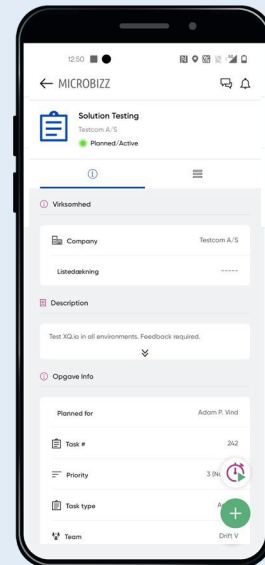 12:50
MICROBIZZ
Solution Testing
Testcom A/S
Planned/Active
Virksomhed
Company Testcom A/S
Listedækning -----
Description
Test XQ.io in all environments. Feedback required.
Opgave Info
Planned for Adam P. Vind
Task # 242
Priority 3
Task type
Team Drift V